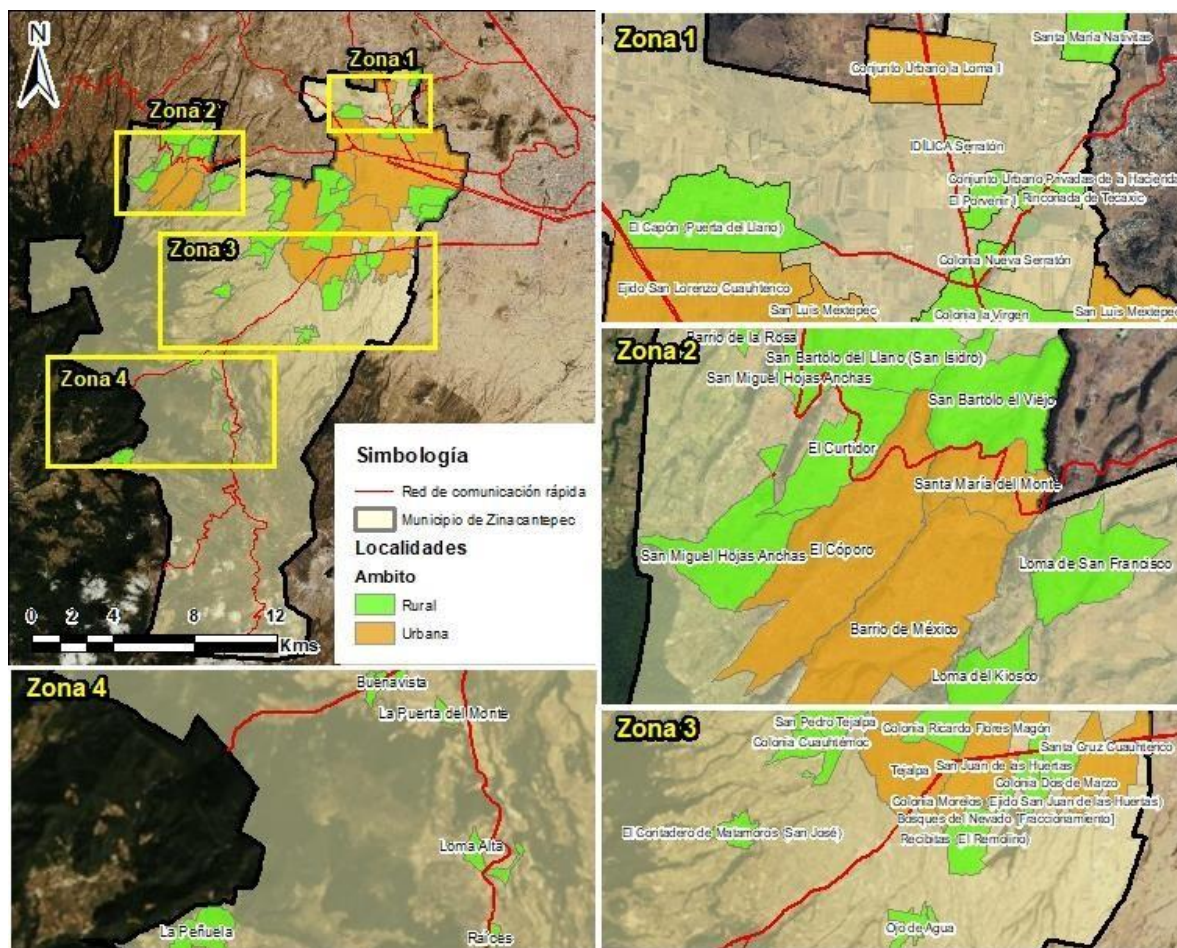 N
Zona 1
Zona 2
Zona 3
Zona 4
Simbología
Red de comunicación rápida
Municipio de Zinacantepec
Localidades
Ambito
Rural
Urbana
0 2 4 8 12
Kms
Zona 1
Santa María Nativitas
Conjunto Urbano la Loma I
IDÍLICA Serratón
Conjunto Urbano Privadas de la Hacienda
El Porvenir I
Rinconada de Tecaxic
El Capón (Puerta del Llano)
Colonia Nueva Serratón
Ejido San Lorenzo Cuauhtenco
San Luis Mextepec
Colonia la Virgen
San Luis Mextepec
Zona 2
Barrio de la Rosa
San Bartolo del Llano (San Isidro)
San Miguel Hojas Anchas
San Bartolo el Viejo
El Curtidor
Santa María del Monte
San Miguel Hojas Anchas
El Cóporo
Loma de San Francisco
Barrio de México
Loma del Kiosco
Zona 4
Buenavista
La Puerta del Monte
Loma Alta
La Peñuela
Raíces
Zona 3
San Pedro Tejalpa
Colonia Ricardo Flores Magón
Colonia Cuauhtémoc
Santa Cruz Cuauhtenco
Tejalpa
San Juan de las Huertas
Colonia Dos de Marzo
Colonia Morelos (Ejido San Juan de las Huertas)
Bosques del Nevado [Fraccionamiento]
El Contadero de Matamoros (San José)
Recibitas (El Remolino)
Ojo de Agua